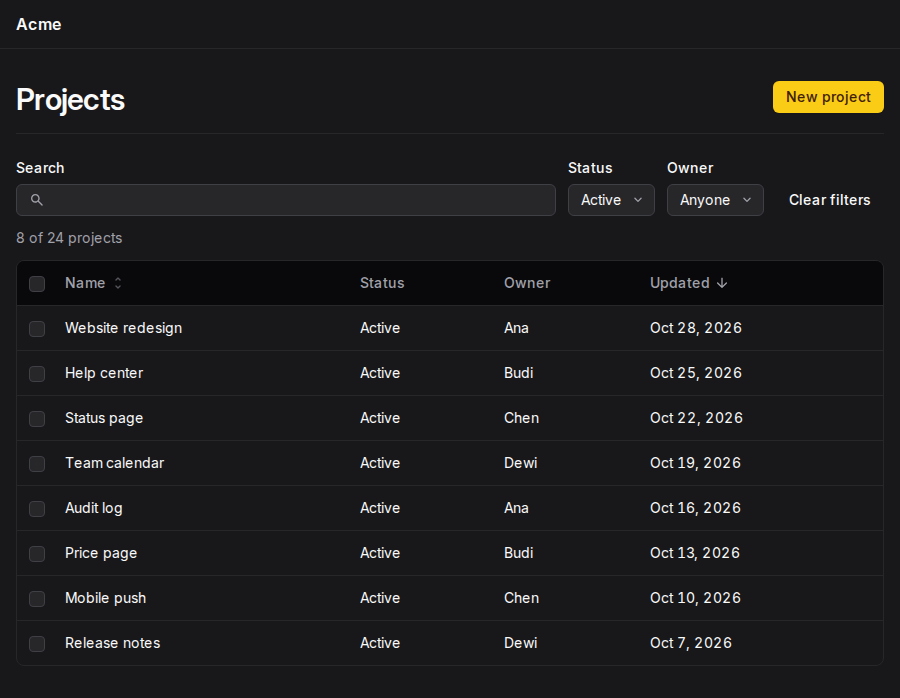 Acme
Projects
New project
Search
Status
Owner
Active
Anyone
Clear filters
8 of 24 projects
Name Status Owner Updated
Website redesign Active Ana Oct 28, 2026
Help center Active Budi Oct 25, 2026
Status page Active Chen Oct 22, 2026
Team calendar Active Dewi Oct 19, 2026
Audit log Active Ana Oct 16, 2026
Price page Active Budi Oct 13, 2026
Mobile push Active Chen Oct 10, 2026
Release notes Active Dewi Oct 7, 2026